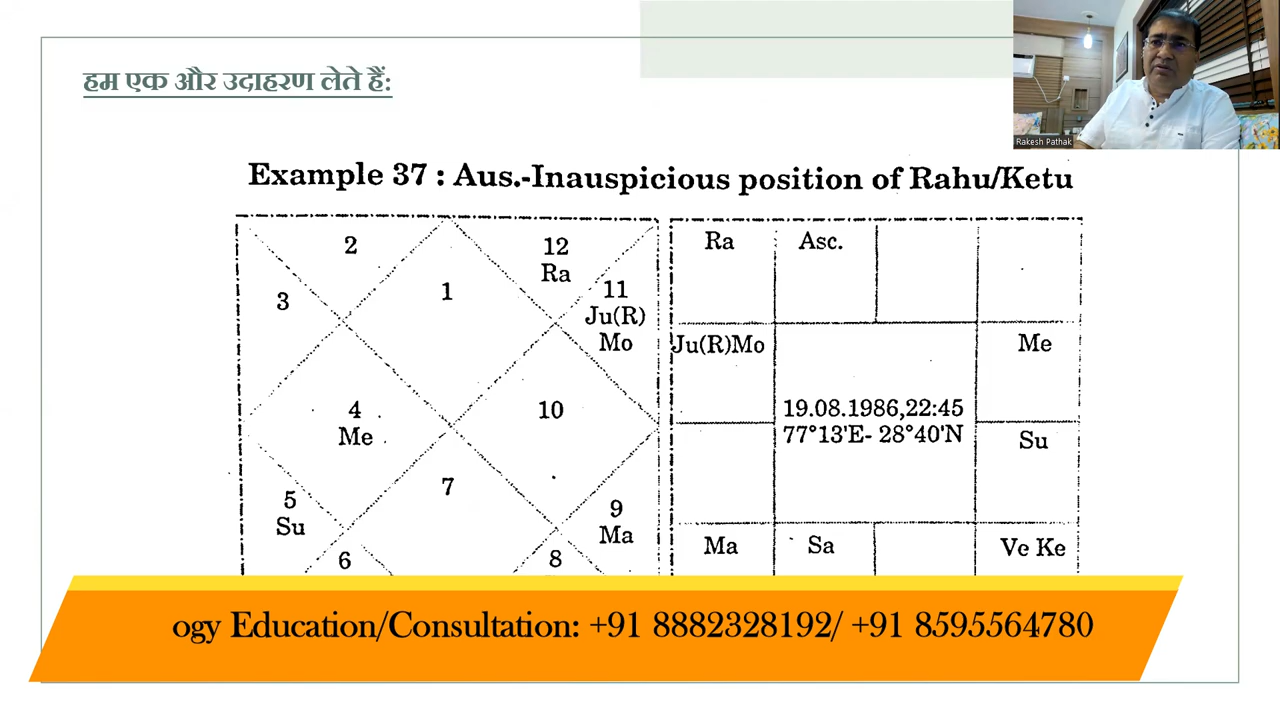 हम एक और उदाहरण लेते हैं:
Rakesh Pathak
Example 37 : Aus.-Inauspicious position of Rahu/Ketu
2
12
Ra
3
1
11
Ju(R)
Mo
4
Me
10
5
Su
7
9
Ma
6
8
Ra
Asc.
Ju(R)Mo
Me
19.08.1986,22:45
77°13'E- 28°40'N
Su
Ma
Sa
Ve Ke
ogy Education/Consultation: +91 8882328192/ +91 8595564780